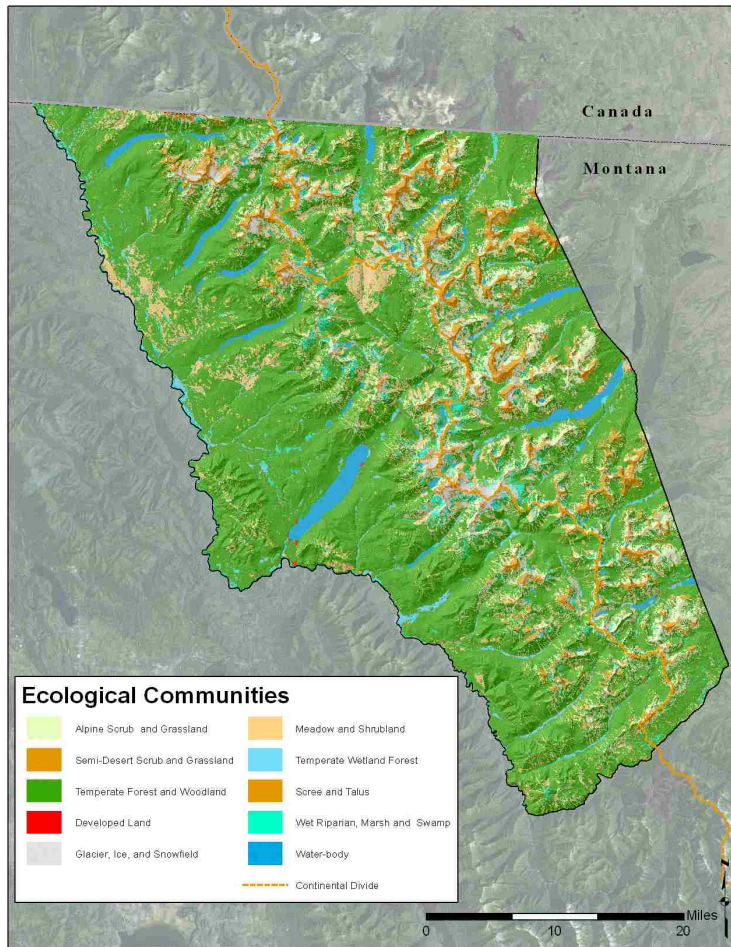 Canada
Montana
Ecological Communities
Alpine Scrub and Grassland
Semi-Desert Scrub and Grassland
Temperate Forest and Woodland
Developed Land
Glacier, Ice, and Snowfield
Meadow and Shrubland
Temperate Wetland Forest
Scree and Talus
Wet Riparian, Marsh and Swamp
Water-body
Continental Divide
Miles
0 10 20